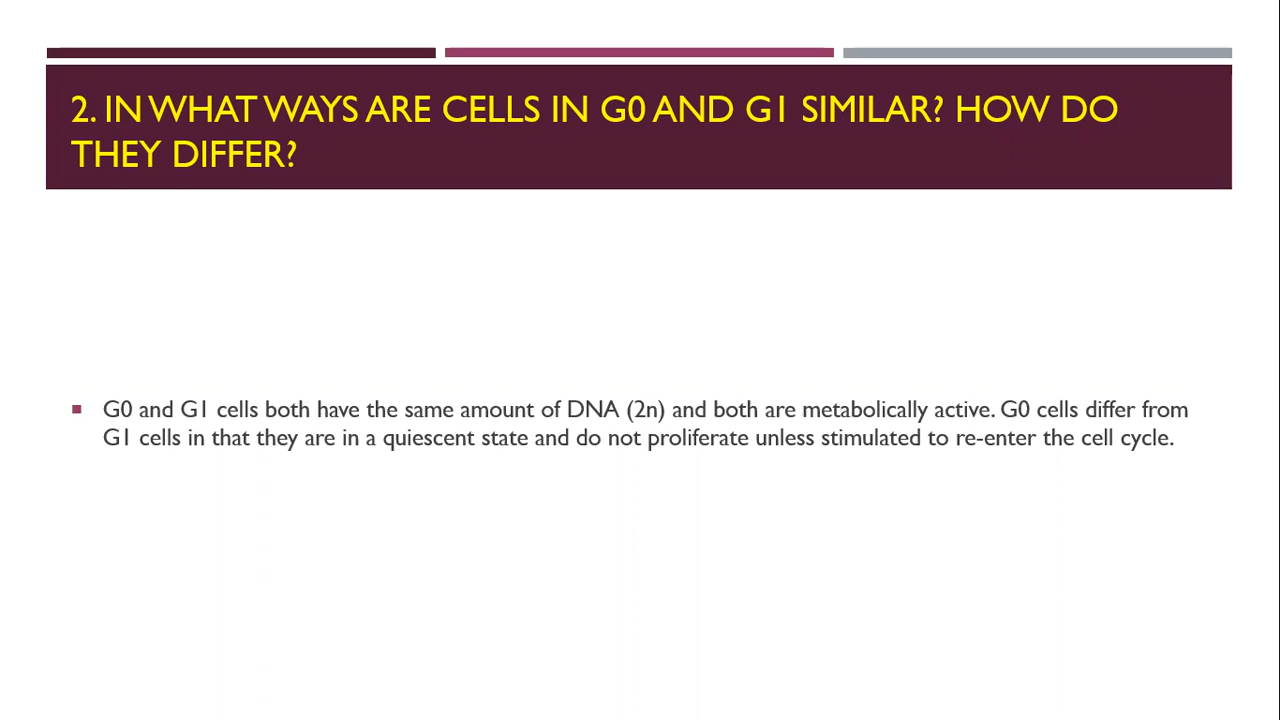 2. IN WHAT WAYS ARE CELLS IN G0 AND G1 SIMILAR? HOW DO
THEY DIFFER?
G0 and G1 cells both have the same amount of DNA (2n) and both are metabolically active. G0 cells differ from
G1 cells in that they are in a quiescent state and do not proliferate unless stimulated to re-enter the cell cycle.